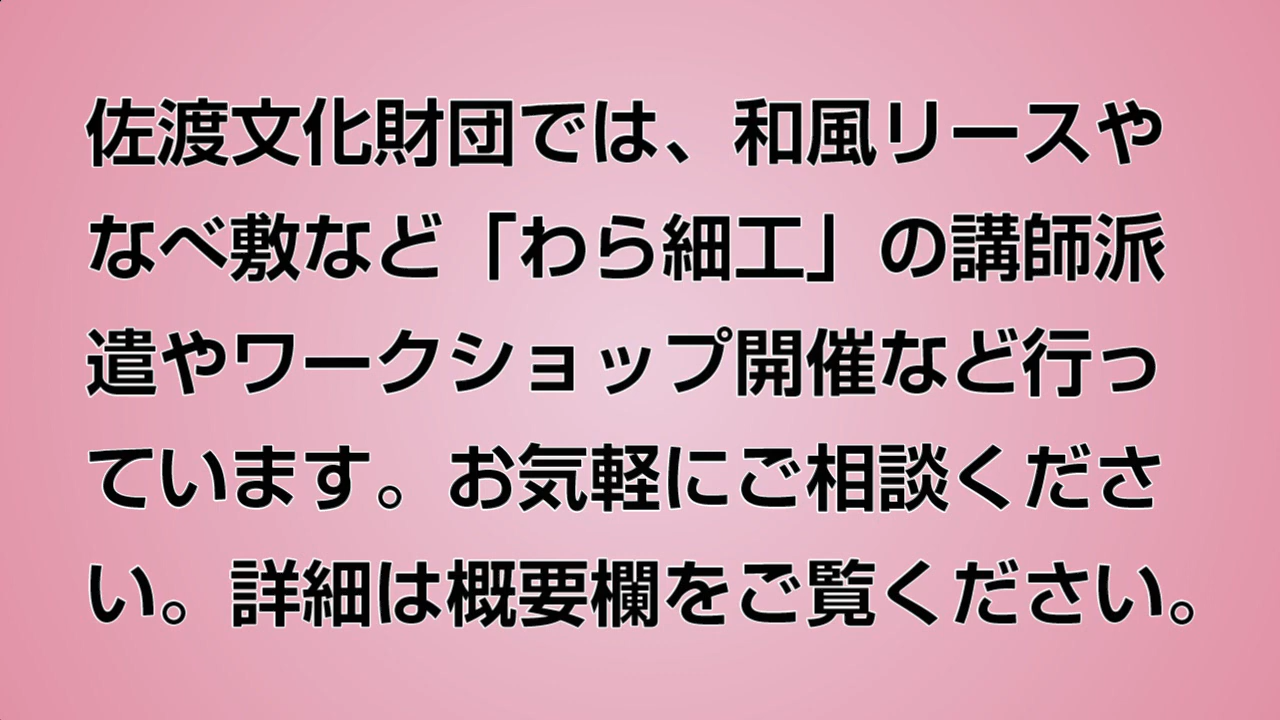 佐渡文化財団では、和風リースや
なべ敷など「わら細工」の講師派
遣やワークショップ開催など行っ
ています。お気軽にご相談くださ
い。詳細は概要欄をご覧ください。